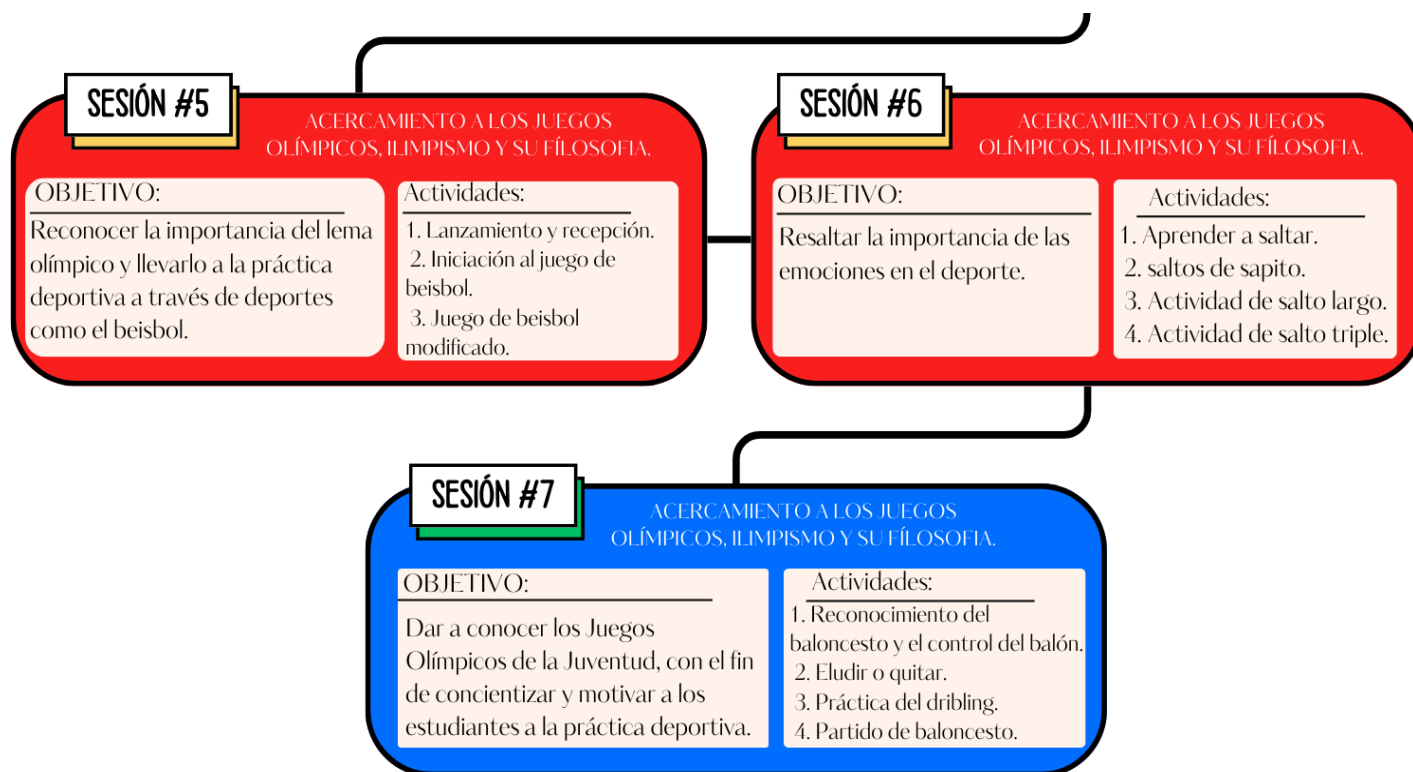 SESIÓN #5
ACERCAMIENTO A LOS JUEGOS
OLÍMPICOS, ILIMPISMO Y SU FÍLOSOFIA.
OBJETIVO:
Reconocer la importancia del lema
olímpico y llevarlo a la práctica
deportiva a través de deportes
como el beisbol.
Actividades:
1. Lanzamiento y recepción.
2. Iniciación al juego de
beisbol.
3. Juego de beisbol
modificado.
SESIÓN #6
ACERCAMIENTO A LOS JUEGOS
OLÍMPICOS, ILIMPISMO Y SU FÍLOSOFIA.
OBJETIVO:
Resaltar la importancia de las
emociones en el deporte.
Actividades:
1. Aprender a saltar.
2. saltos de sapito.
3. Actividad de salto largo.
4. Actividad de salto triple.
SESIÓN #7
ACERCAMIENTO A LOS JUEGOS
OLÍMPICOS, ILIMPISMO Y SU FÍLOSOFIA.
OBJETIVO:
Dar a conocer los Juegos
Olímpicos de la Juventud, con el fin
de concientizar y motivar a los
estudiantes a la práctica deportiva.
Actividades:
1. Reconocimiento del
baloncesto y el control del balón.
2. Eludir o quitar.
3. Práctica del dribling.
4. Partido de baloncesto.